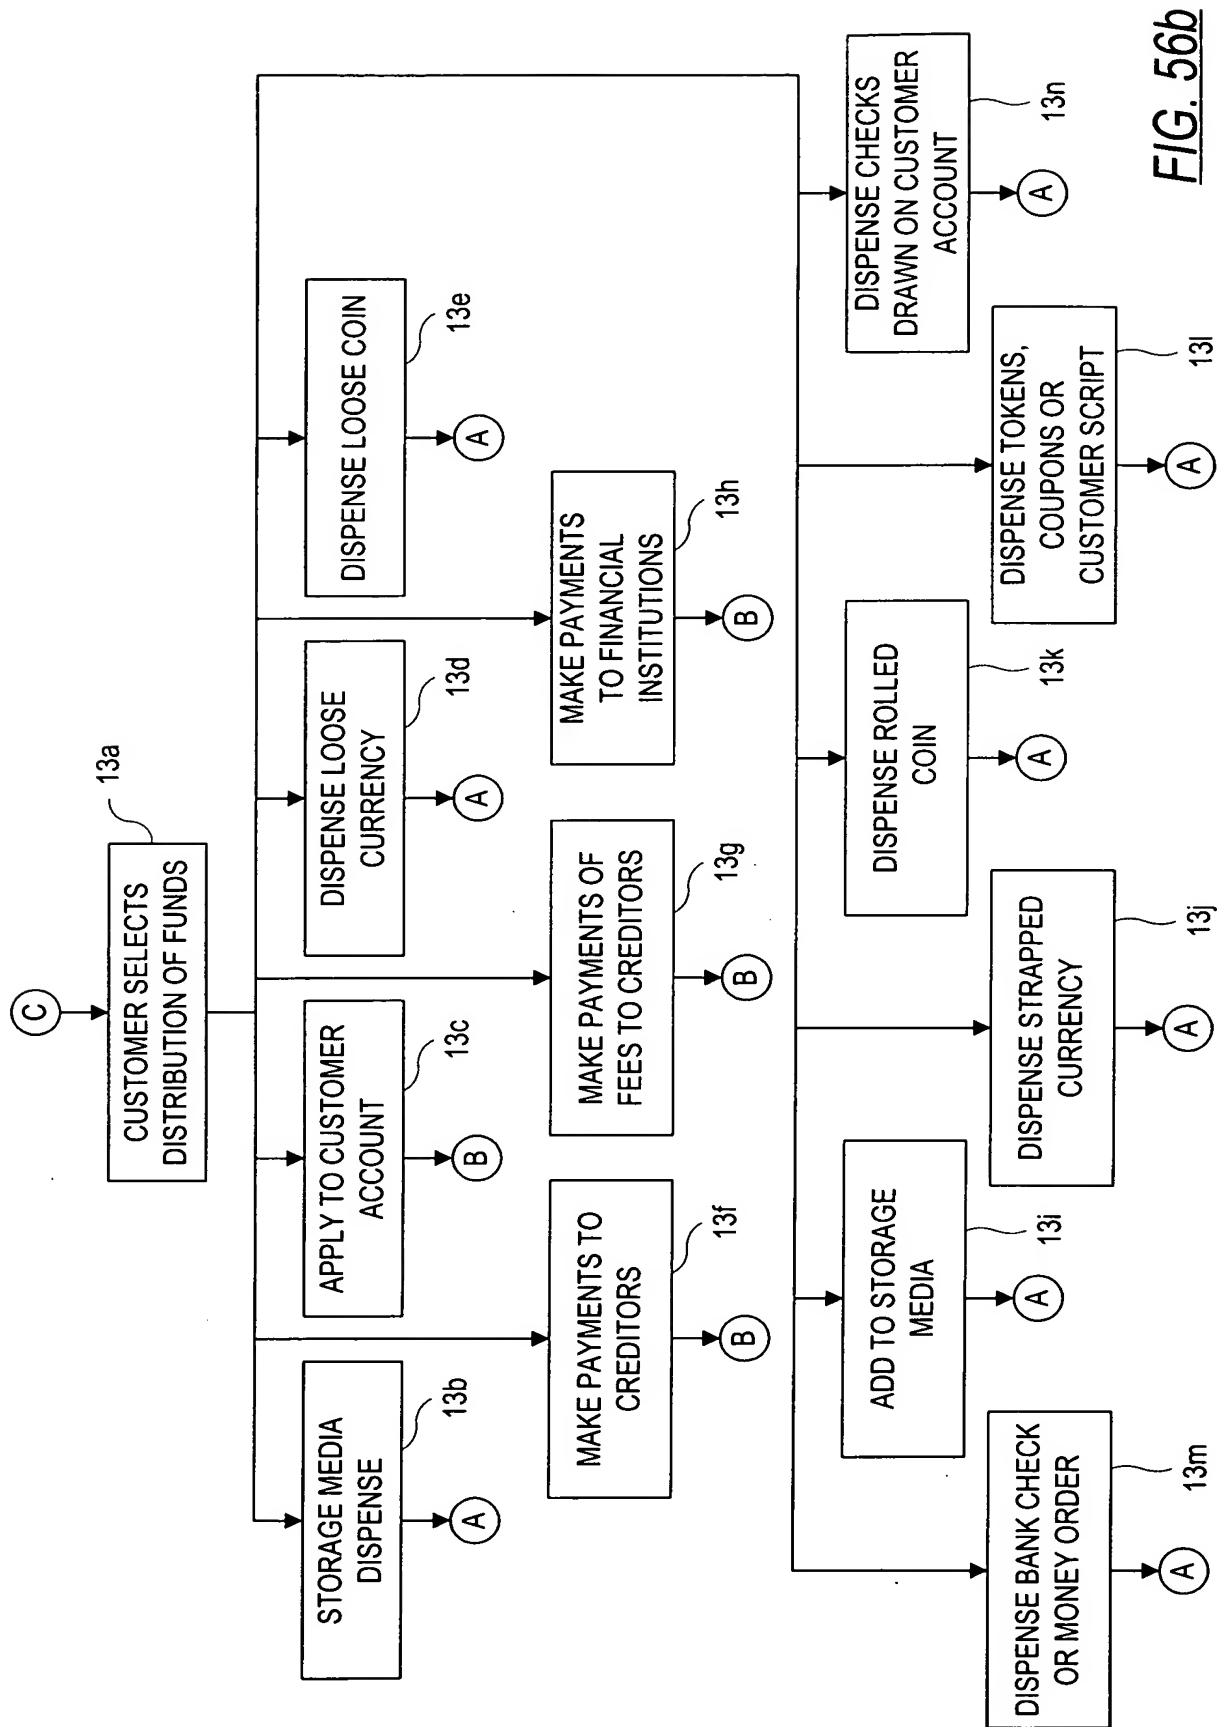 C
CUSTOMER SELECTS
DISTRIBUTION OF FUNDS
13a
STORAGE MEDIA
DISPENSE
13b
A
APPLY TO CUSTOMER
ACCOUNT
13c
B
DISPENSE LOOSE
CURRENCY
13d
A
DISPENSE LOOSE COIN
13e
A
MAKE PAYMENTS TO
CREDITORS
13f
B
MAKE PAYMENTS OF
FEES TO CREDITORS
13g
B
MAKE PAYMENTS
TO FINANCIAL
INSTITUTIONS
13h
B
ADD TO STORAGE
MEDIA
13i
A
DISPENSE ROLLED
COIN
13k
A
DISPENSE CHECKS
DRAWN ON CUSTOMER
ACCOUNT
13n
A
DISPENSE BANK CHECK
OR MONEY ORDER
13m
A
DISPENSE STRAPPED
CURRENCY
13j
A
DISPENSE TOKENS,
COUPONS OR
CUSTOMER SCRIPT
13l
A
FIG. 56b